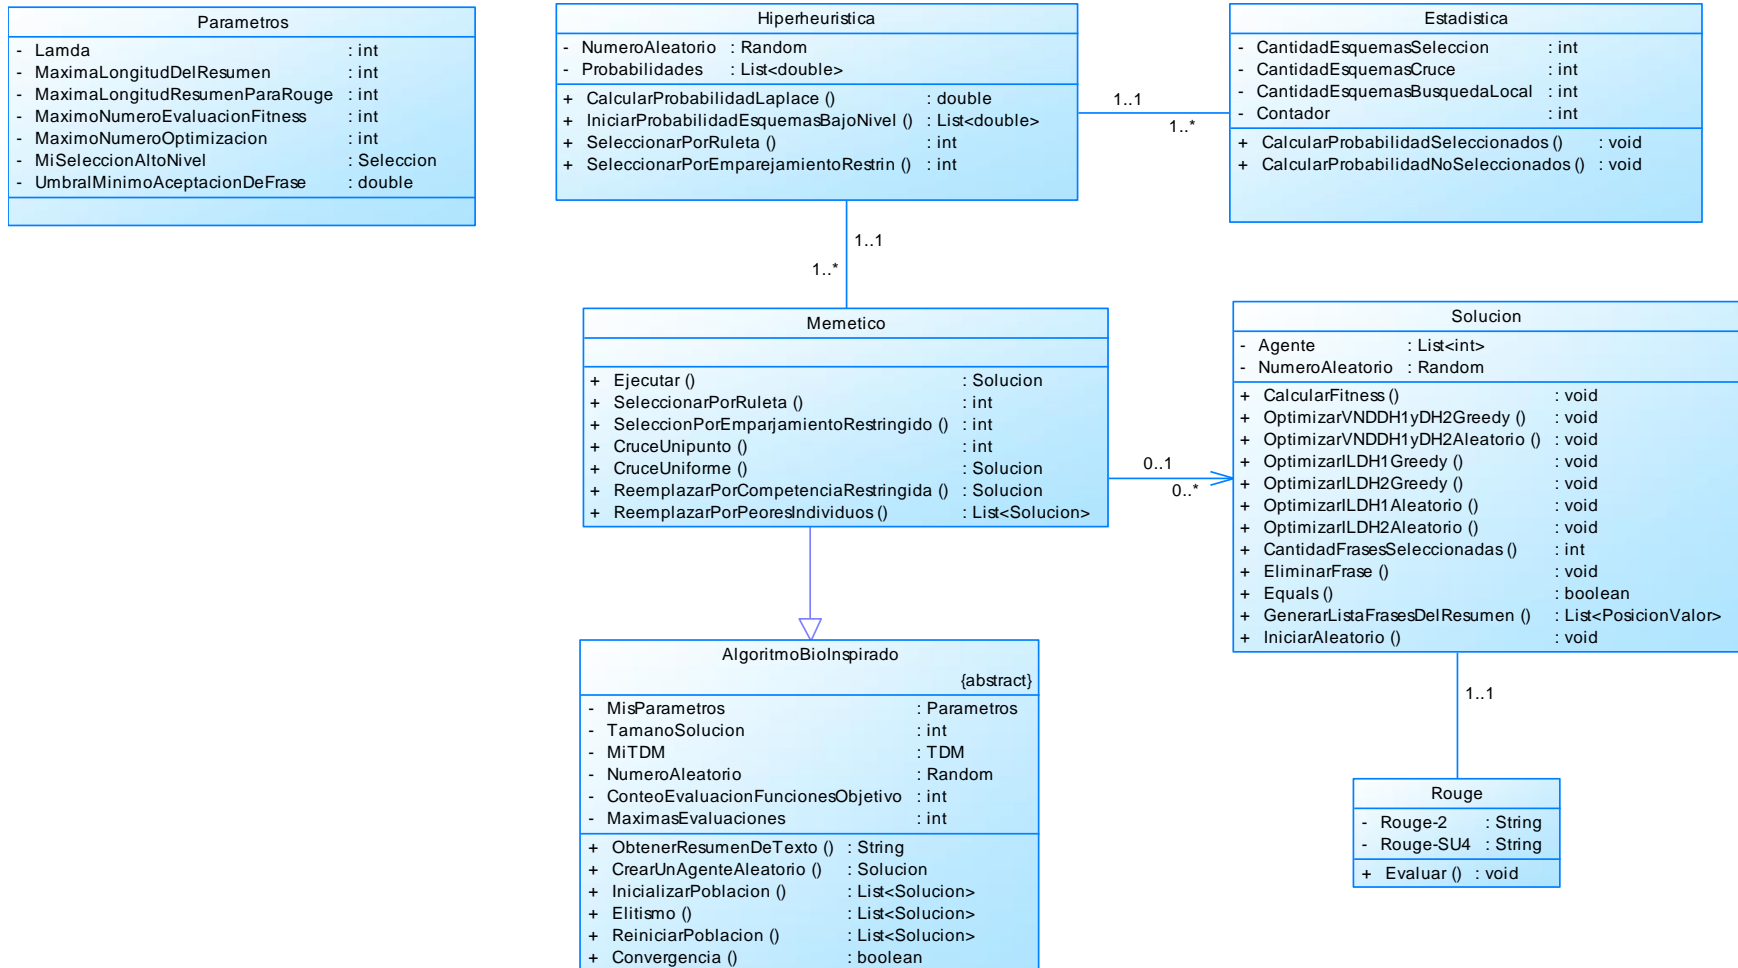 Parametros
- Lamda : int
- MaximaLongitudDelResumen : int
- MaximaLongitudResumenParaRouge : int
- MaximoNumeroEvaluacionFitness : int
- MaximoNumeroOptimizacion : int
- MiSeleccionAltoNivel : Seleccion
- UmbralMinimoAceptacionDeFrase : double
Hiperheuristica
- NumeroAleatorio : Random
- Probabilidades : List<double>
+ CalcularProbabilidadLaplace () : double
+ IniciarProbabilidadEsquemasBajoNivel () : List<double>
+ SeleccionarPorRuleta () : int
+ SeleccionarPorEmparejamientoRestrin () : int
1..1
1..*
Estadistica
- CantidadEsquemasSeleccion : int
- CantidadEsquemasCruce : int
- CantidadEsquemasBusquedaLocal : int
- Contador : int
+ CalcularProbabilidadSeleccionados () : void
+ CalcularProbabilidadNoSeleccionados () : void
1..1
1..*
Memetico
+ Ejecutar () : Solucion
+ SeleccionarPorRuleta () : int
+ SeleccionPorEmparjamientoRestringido () : int
+ CruceUnipunto () : int
+ CruceUniforme () : Solucion
+ ReemplazarPorCompetenciaRestringida () : Solucion
+ ReemplazarPorPeoresIndividuos () : List<Solucion>
0..1
0..*
Solucion
- Agente : List<int>
- NumeroAleatorio : Random
+ CalcularFitness () : void
+ OptimizarVNDDH1yDH2Greedy () : void
+ OptimizarVNDDH1yDH2Aleatorio () : void
+ OptimizarILDH1Greedy () : void
+ OptimizarILDH2Greedy () : void
+ OptimizarILDH1Aleatorio () : void
+ OptimizarILDH2Aleatorio () : void
+ CantidadFrasesSeleccionadas () : int
+ EliminarFrase () : void
+ Equals () : boolean
+ GenerarListaFrasesDelResumen () : List<PosicionValor>
+ IniciarAleatorio () : void
1..1
AlgoritmoBioInspirado
{abstract}
- MisParametros : Parametros
- TamanoSolucion : int
- MiTDM : TDM
- NumeroAleatorio : Random
- ConteoEvaluacionFuncionesObjetivo : int
- MaximasEvaluaciones : int
+ ObtenerResumenDeTexto () : String
+ CrearUnAgenteAleatorio () : Solucion
+ InicializarPoblacion () : List<Solucion>
+ Elitismo () : List<Solucion>
+ ReiniciarPoblacion () : List<Solucion>
+ Convergencia () : boolean
Rouge
- Rouge-2 : String
- Rouge-SU4 : String
+ Evaluar () : void